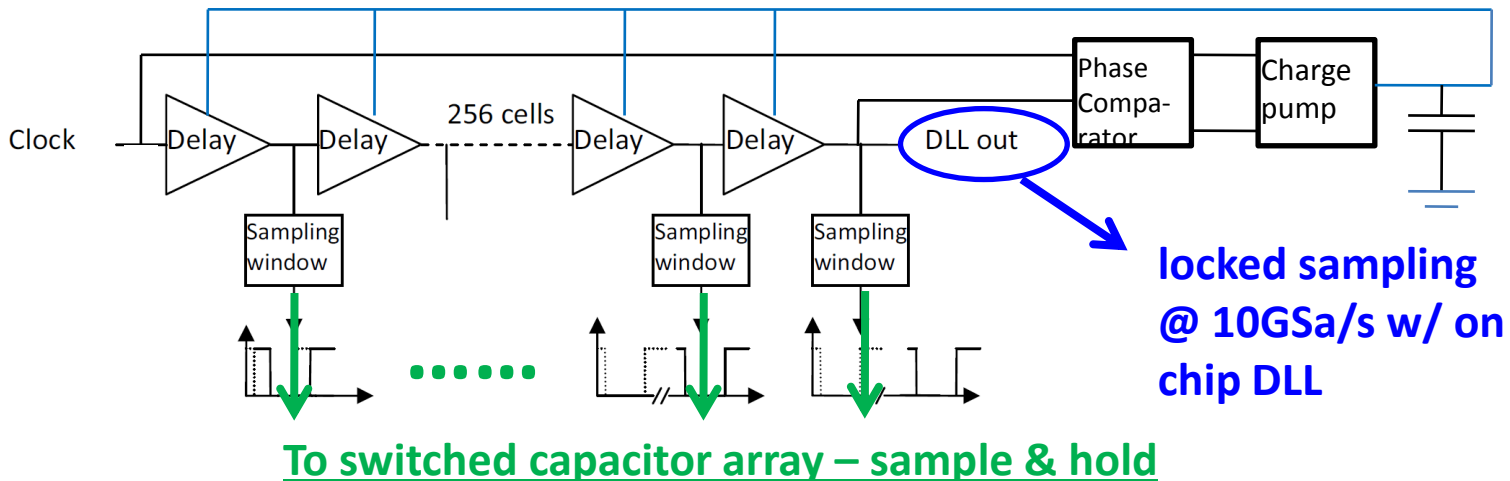 Clock
Delay
Delay
256 cells
Delay
Delay
DLL out
Phase
Compa-
rator
Charge
pump
Sampling
window
Sampling
window
Sampling
window
locked sampling
@ 10GSa/s w/ on
chip DLL
To switched capacitor array – sample & hold